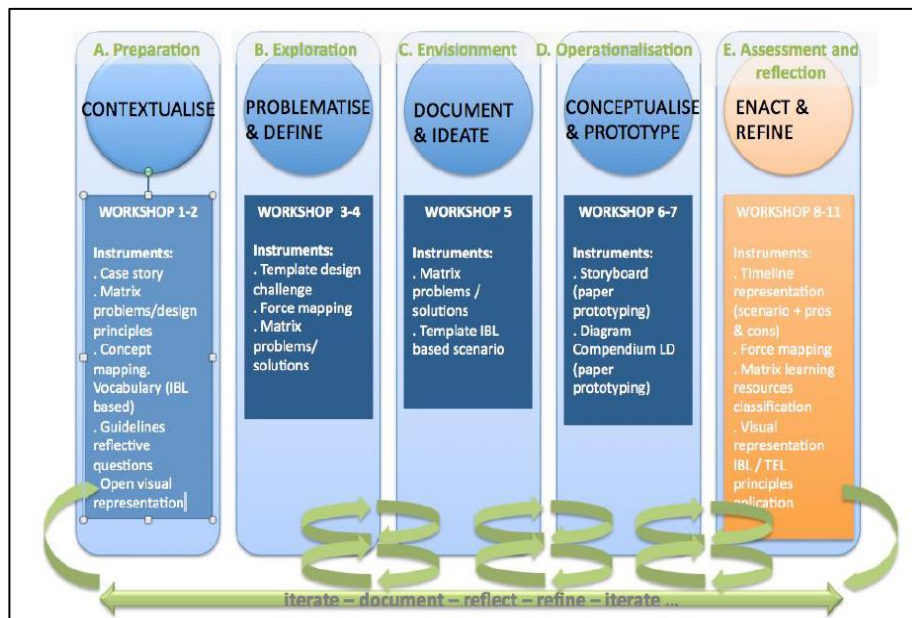 A. Preparation
B. Exploration
C. Envisionment
D. Operationalisation
E. Assessment and
reflection
CONTEXTUALISE
PROBLEMATISE
& DEFINE
DOCUMENT
& IDEATE
CONCEPTUALISE
& PROTOTYPE
ENACT &
REFINE
WORKSHOP 1-2
Instruments:
. Case story
. Matrix
problems/design
principles
. Concept
mapping.
Vocabulary (IBL
based)
. Guidelines
reflective
questions
. Open visual
representation
WORKSHOP 3-4
Instruments:
. Template design
challenge
. Force mapping
. Matrix
problems/
solutions
WORKSHOP 5
Instruments:
. Matrix
problems /
solutions
. Template IBL
based scenario
WORKSHOP 6-7
Instruments:
. Storyboard
(paper
prototyping)
. Diagram
Compendium LD
(paper
prototyping)
WORKSHOP 8-11
Instruments:
. Timeline
representation
(scenario + pros
& cons)
. Force mapping
. Matrix learning
resources
classification
. Visual
representation
IBL / TEL
principles
aplication
iterate – document – reflect – refine – iterate ...